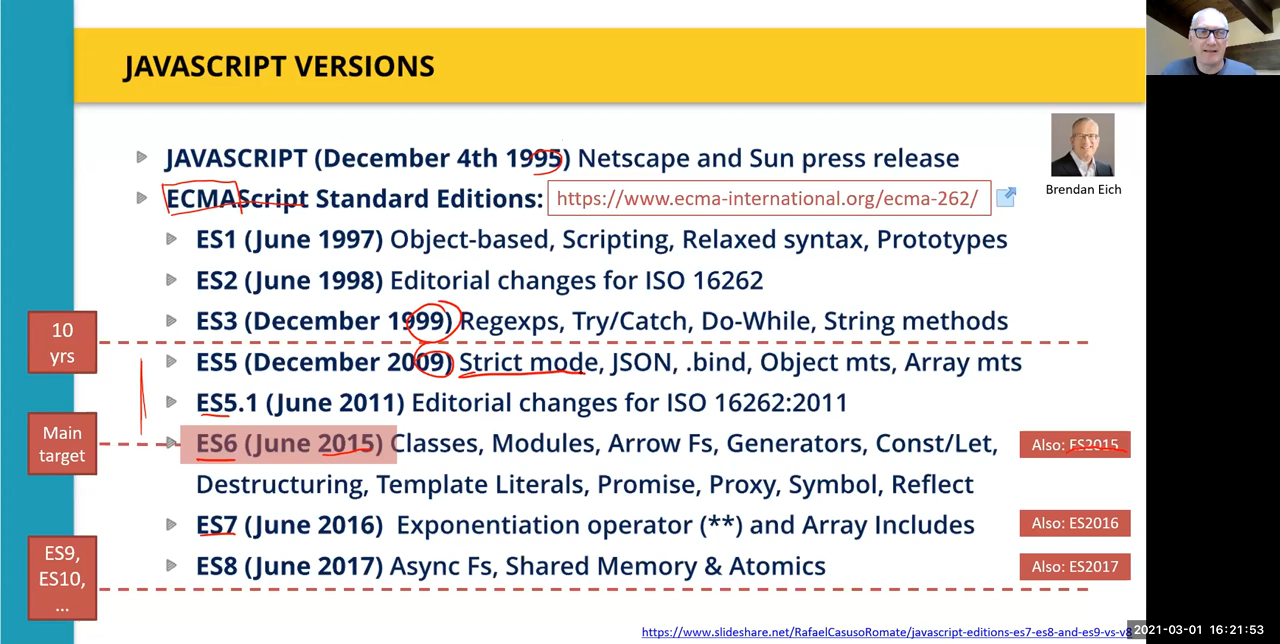 JAVASCRIPT VERSIONS
JAVASCRIPT (December 4th 1995) Netscape and Sun press release
Brendan Eich
ECMAScript Standard Editions: https://www.ecma-international.org/ecma-262/
ES1 (June 1997) Object-based, Scripting, Relaxed syntax, Prototypes
ES2 (June 1998) Editorial changes for ISO 16262
ES3 (December 1999) Regexps, Try/Catch, Do-While, String methods
10
yrs
ES5 (December 2009) Strict mode, JSON, .bind, Object mts, Array mts
ES5.1 (June 2011) Editorial changes for ISO 16262:2011
Main
target
ES6 (June 2015) Classes, Modules, Arrow Fs, Generators, Const/Let,
Also: ES2015
Destructuring, Template Literals, Promise, Proxy, Symbol, Reflect
ES7 (June 2016) Exponentiation operator (**) and Array Includes
Also: ES2016
ES8 (June 2017) Async Fs, Shared Memory & Atomics
Also: ES2017
ES9,
ES10,
...
https://www.slideshare.net/RafaelCasusoRomate/javascript-editions-es7-es8-and-es9-vs-v8
2021-03-01 16:21:53